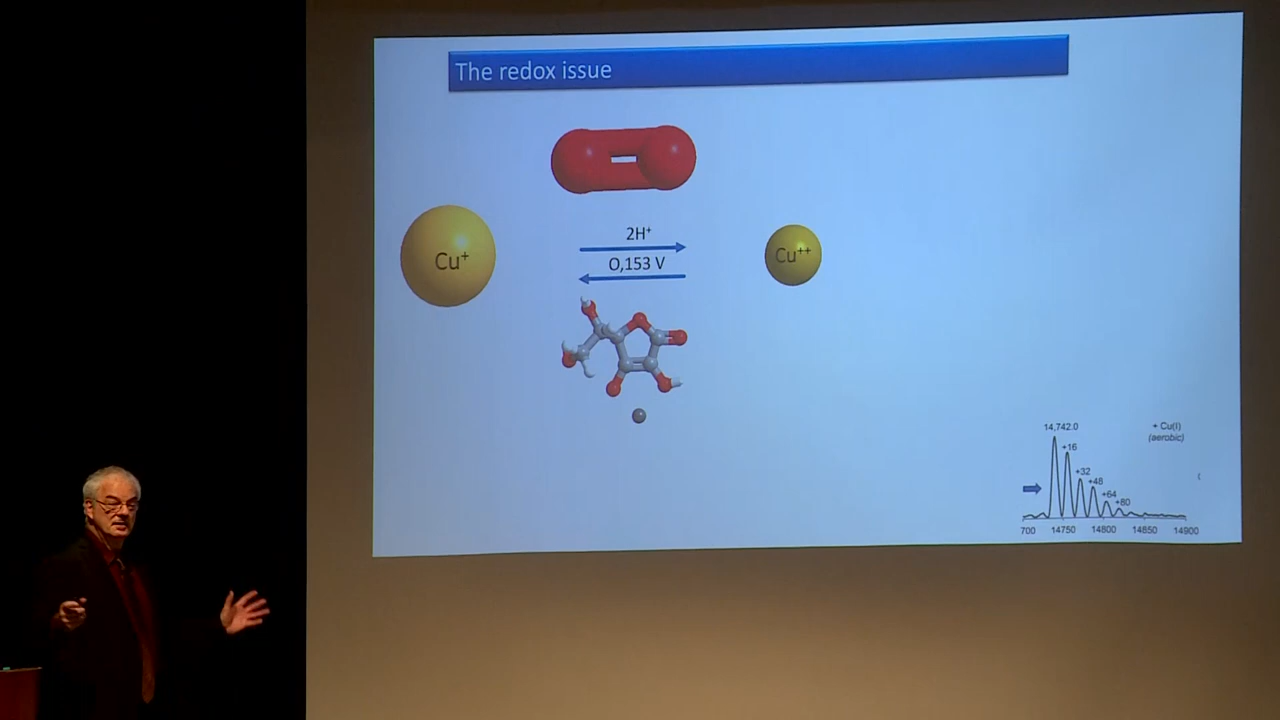 The redox issue
2H⁺
Cu⁺
0,153 V
Cu⁺⁺
14,742.0
+ Cu(I)
(aerobic)
+16
+32
+48
+64
+80
700 14750 14800 14850 14900